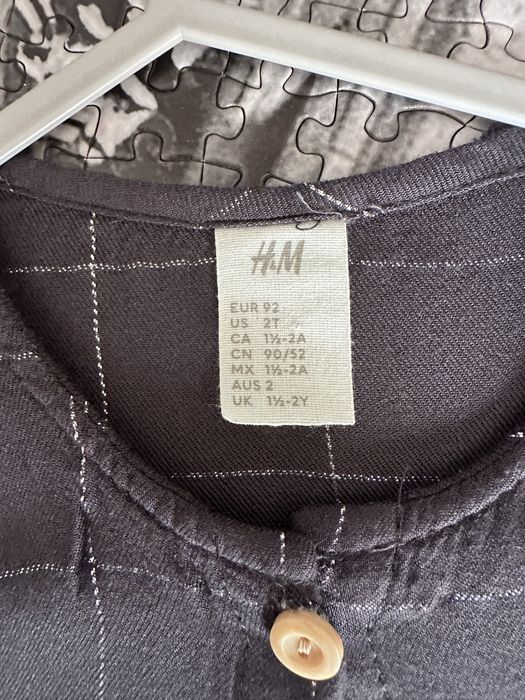 H&M
EUR 92
US 2T
CA 1½-2A
CN 90/52
MX 1½-2A
AUS 2
UK 1½-2Y